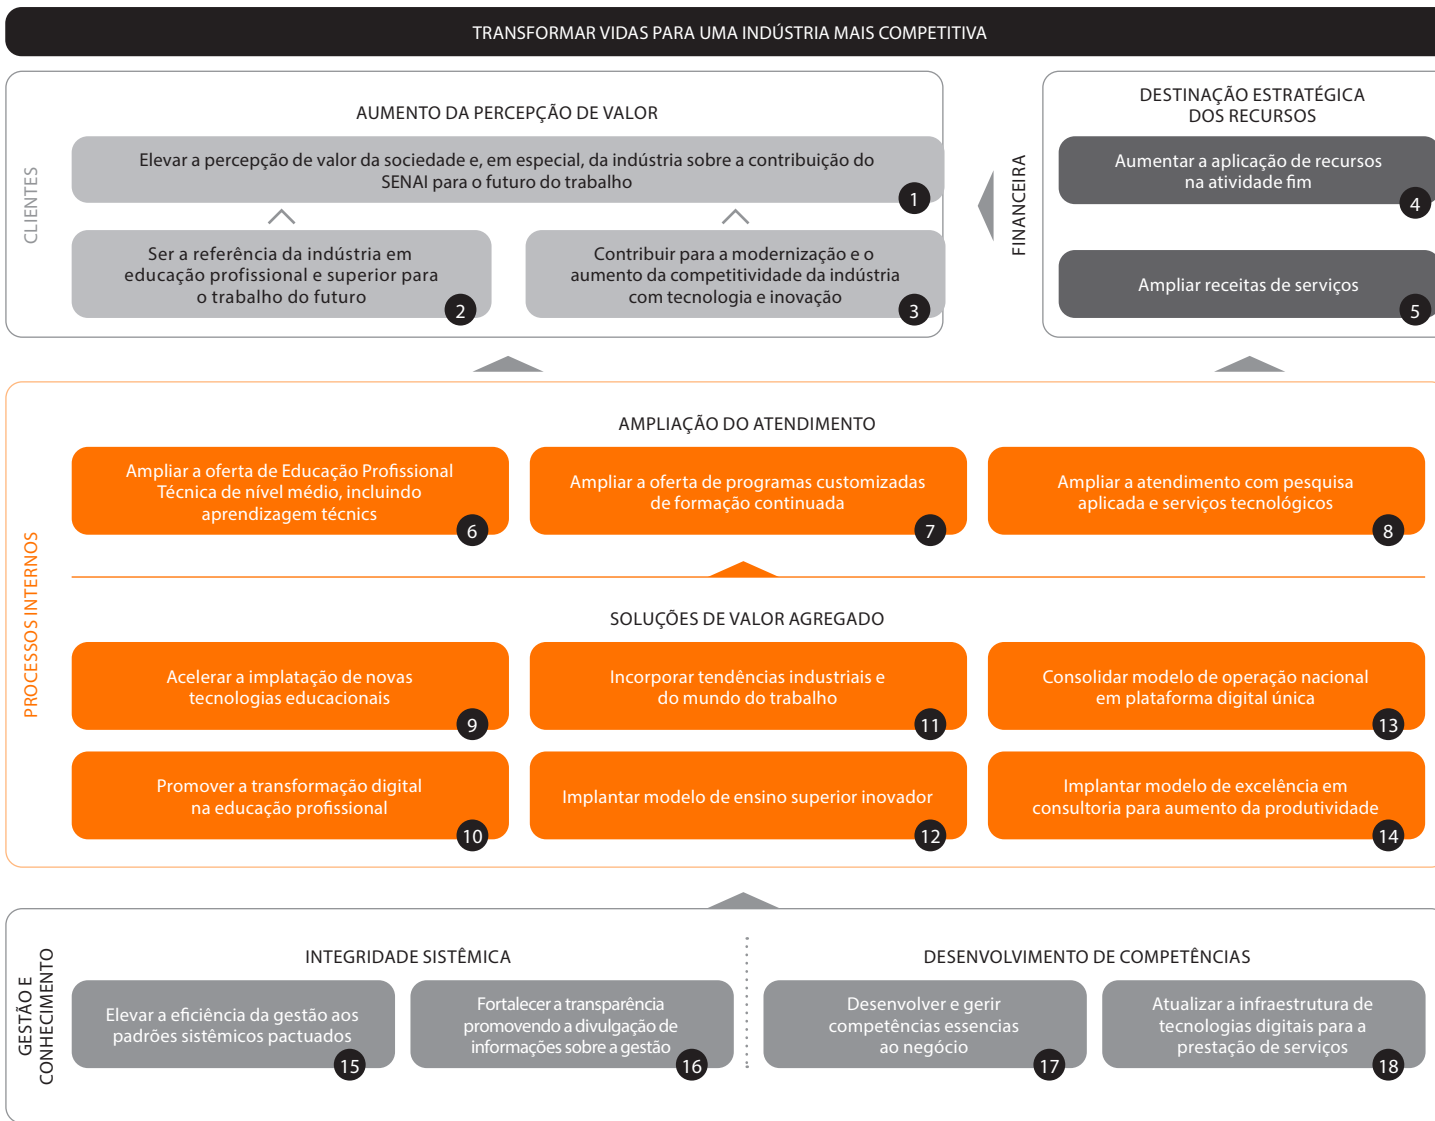 TRANSFORMAR VIDAS PARA UMA INDÚSTRIA MAIS COMPETITIVA
CLIENTES
AUMENTO DA PERCEPÇÃO DE VALOR
Elevar a percepção de valor da sociedade e, em especial, da indústria sobre a contribuição do
SENAI para o futuro do trabalho
1
Ser a referência da indústria em
educação profissional e superior para
o trabalho do futuro
2
Contribuir para a modernização e o
aumento da competitividade da indústria
com tecnologia e inovação
3
FINANCEIRA
DESTINAÇÃO ESTRATÉGICA
DOS RECURSOS
Aumentar a aplicação de recursos
na atividade fim
4
Ampliar receitas de serviços
5
PROCESSOS INTERNOS
AMPLIAÇÃO DO ATENDIMENTO
Ampliar a oferta de Educação Profissional
Técnica de nível médio, incluindo
aprendizagem técnics
6
Ampliar a oferta de programas customizadas
de formação continuada
7
Ampliar a atendimento com pesquisa
aplicada e serviços tecnológicos
8
SOLUÇÕES DE VALOR AGREGADO
Acelerar a implatação de novas
tecnologias educacionais
9
Incorporar tendências industriais e
do mundo do trabalho
11
Consolidar modelo de operação nacional
em plataforma digital única
13
Promover a transformação digital
na educação profissional
10
Implantar modelo de ensino superior inovador
12
Implantar modelo de excelência em
consultoria para aumento da produtividade
14
GESTÃO E
CONHECIMENTO
INTEGRIDADE SISTÊMICA
Elevar a eficiência da gestão aos
padrões sistêmicos pactuados
15
Fortalecer a transparência
promovendo a divulgação de
informações sobre a gestão
16
DESENVOLVIMENTO DE COMPETÊNCIAS
Desenvolver e gerir
competências essencias
ao negócio
17
Atualizar a infraestrutura de
tecnologias digitais para a
prestação de serviços
18